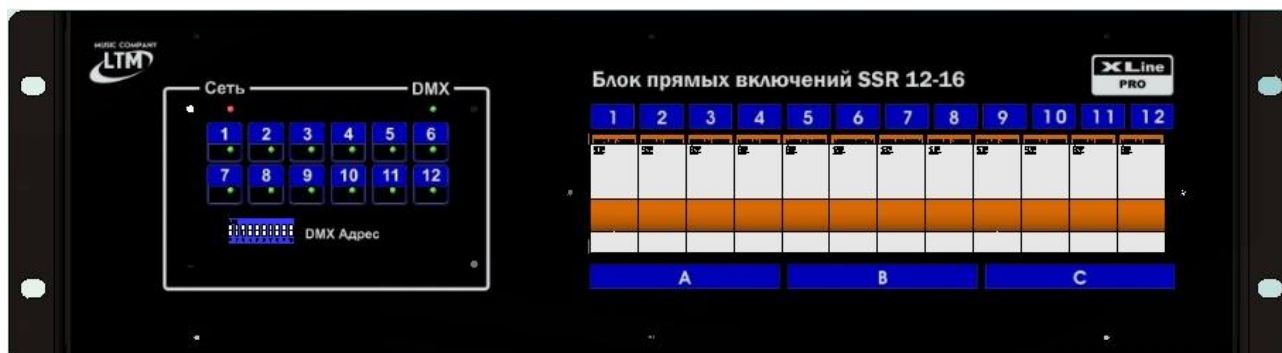 MUSIC COMPANY
LTM
XLine
PRO
Сеть
DMX
Блок прямых включений SSR 12-16
1 2 3 4 5 6 7 8 9 10 11 12
1 2 3 4 5 6
7 8 9 10 11 12
DMX Адрес
A B C